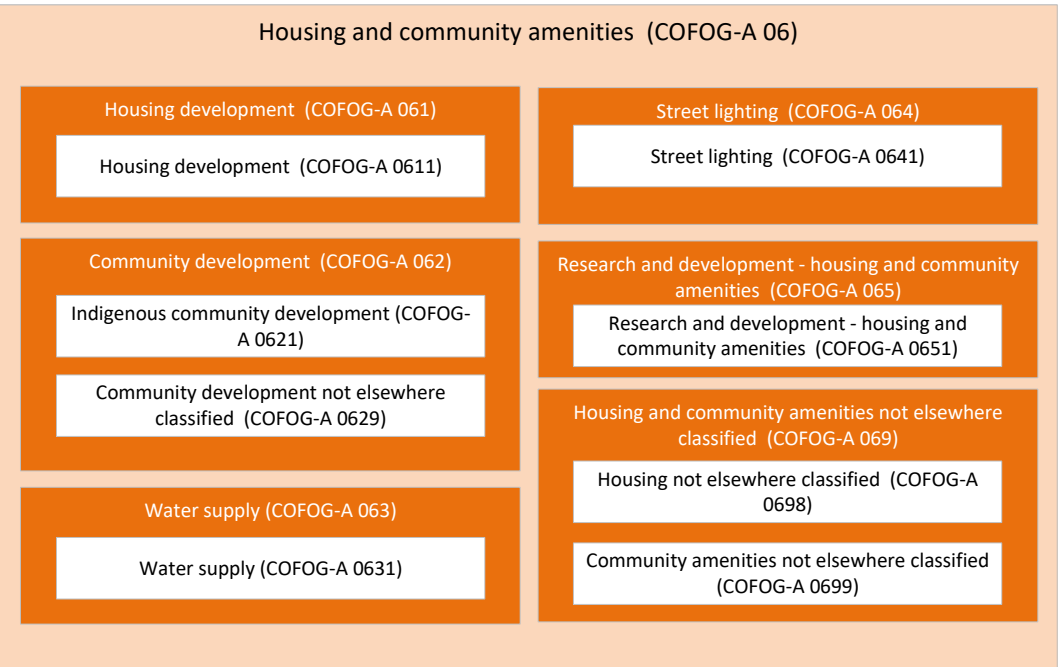 Housing and community amenities (COFOG-A 06)
Housing development (COFOG-A 061)
Housing development (COFOG-A 0611)
Community development (COFOG-A 062)
Indigenous community development (COFOG-
A 0621)
Community development not elsewhere
classified (COFOG-A 0629)
Water supply (COFOG-A 063)
Water supply (COFOG-A 0631)
Street lighting (COFOG-A 064)
Street lighting (COFOG-A 0641)
Research and development - housing and community
amenities (COFOG-A 065)
Research and development - housing and
community amenities (COFOG-A 0651)
Housing and community amenities not elsewhere
classified (COFOG-A 069)
Housing not elsewhere classified (COFOG-A
0698)
Community amenities not elsewhere classified
(COFOG-A 0699)